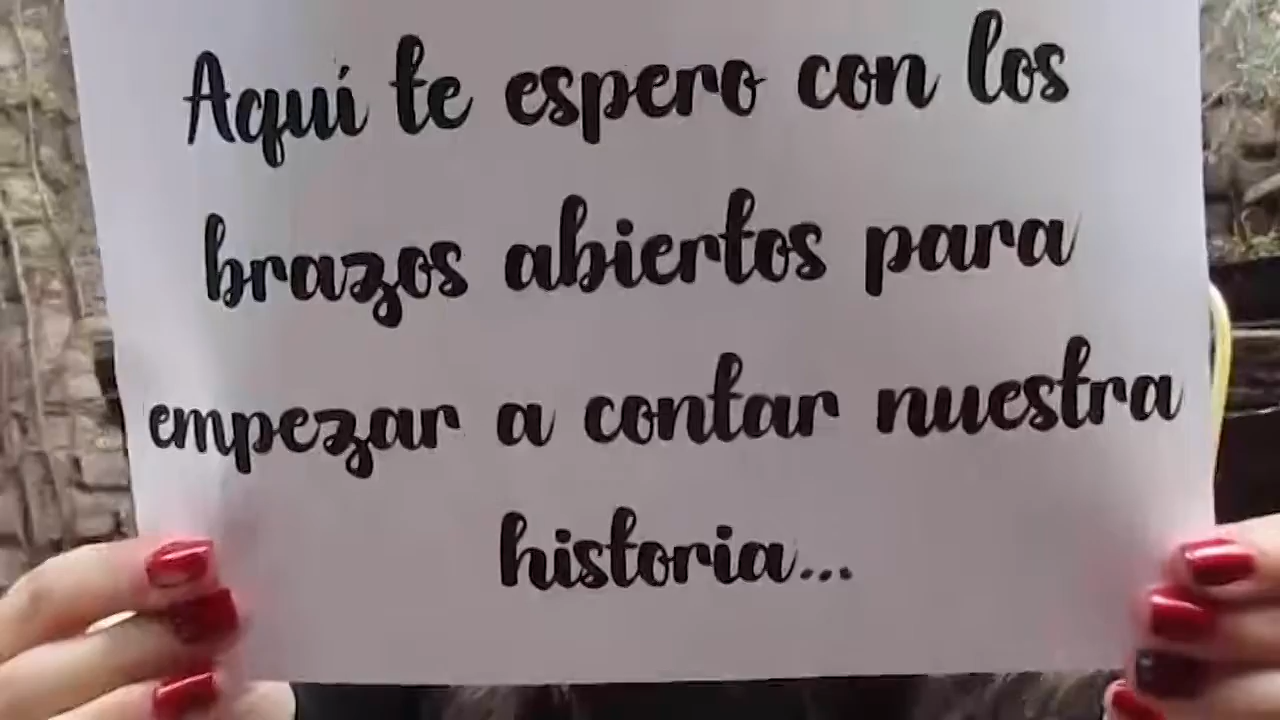 Aquí te espero con los
brazos abiertos para
empezar a contar nuestra
historia...